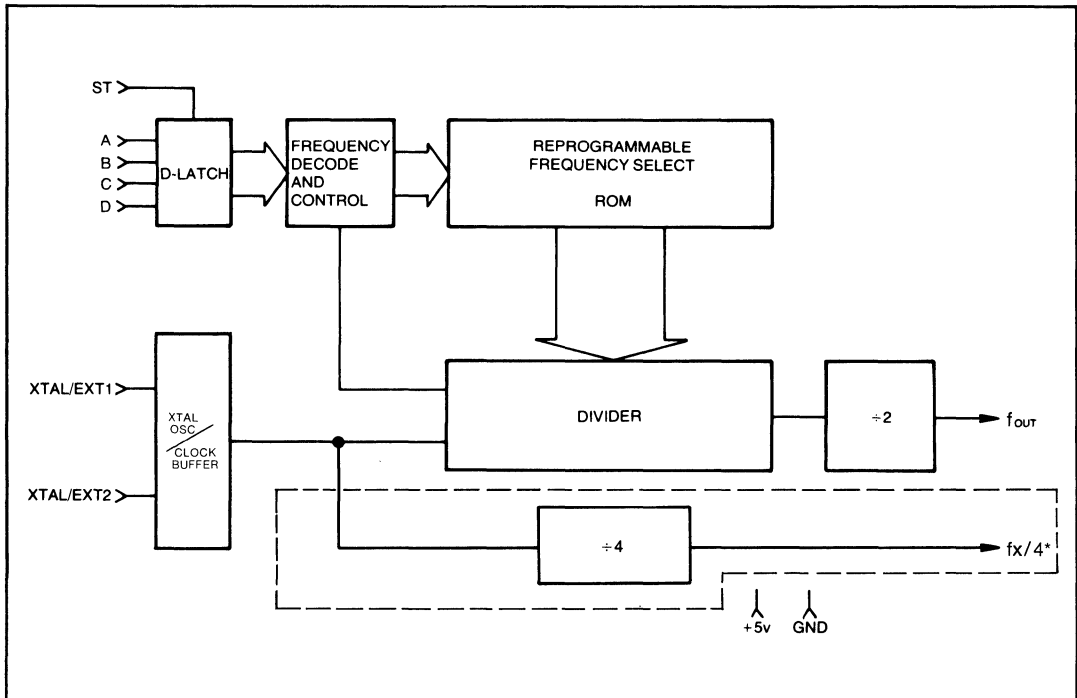 ST
A
B
C
D
D-LATCH
FREQUENCY
DECODE
AND
CONTROL
REPROGRAMMABLE
FREQUENCY SELECT
ROM
XTAL/EXT1
XTAL/EXT2
XTAL
OSC
CLOCK
BUFFER
DIVIDER
÷2
fOUT
÷4
fx/4*
+5v
GND